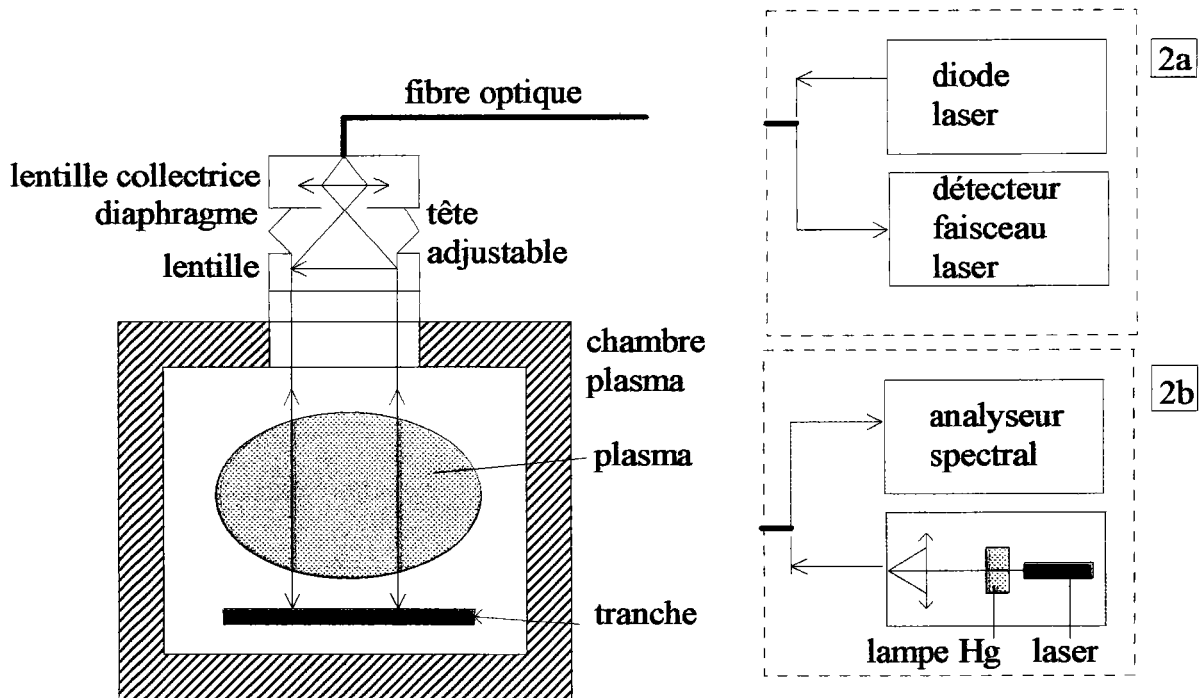 fibre optique
lentille collectrice
diaphragme
tête
adjustable
lentille
chambre
plasma
plasma
tranche
2a
diode
laser
détecteur
faisceau
laser
2b
analyseur
spectral
lampe Hg
laser